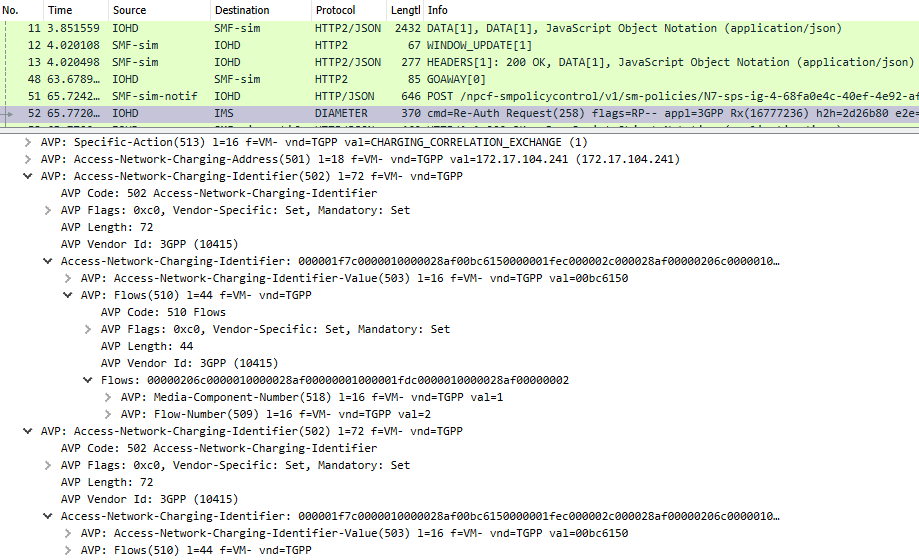 No. Time Source Destination Protocol Lengtl Info
11 3.851559 IOHD SMF-sim HTTP2/JSON 2432 DATA[1], DATA[1], JavaScript Object Notation (application/json)
12 4.020108 SMF-sim IOHD HTTP2 67 WINDOW_UPDATE[1]
13 4.020498 SMF-sim IOHD HTTP2/JSON 277 HEADERS[1]: 200 OK, DATA[1], JavaScript Object Notation (application/json)
48 63.6789… IOHD SMF-sim HTTP2 85 GOAWAY[0]
51 65.7242… SMF-sim-notif IOHD HTTP2/JSON 646 POST /npcf-smpolicycontrol/v1/sm-policies/N7-sps-ig-4-68fa0e4c-40ef-4e92-af
52 65.7720… IOHD IMS DIAMETER 370 cmd=Re-Auth Request(258) flags=RP-- appl=3GPP Rx(16777236) h2h=2d26b80 e2e=
AVP: Specific-Action(513) l=16 f=VM- vnd=TGPP val=CHARGING_CORRELATION_EXCHANGE (1)
AVP: Access-Network-Charging-Address(501) l=18 f=VM- vnd=TGPP val=172.17.104.241 (172.17.104.241)
AVP: Access-Network-Charging-Identifier(502) l=72 f=VM- vnd=TGPP
AVP Code: 502 Access-Network-Charging-Identifier
AVP Flags: 0xc0, Vendor-Specific: Set, Mandatory: Set
AVP Length: 72
AVP Vendor Id: 3GPP (10415)
Access-Network-Charging-Identifier: 000001f7c0000010000028af00bc6150000001fec000002c000028af00000206c0000010…
AVP: Access-Network-Charging-Identifier-Value(503) l=16 f=VM- vnd=TGPP val=00bc6150
AVP: Flows(510) l=44 f=VM- vnd=TGPP
AVP Code: 510 Flows
AVP Flags: 0xc0, Vendor-Specific: Set, Mandatory: Set
AVP Length: 44
AVP Vendor Id: 3GPP (10415)
Flows: 00000206c0000010000028af00000001000001fdc0000010000028af00000002
AVP: Media-Component-Number(518) l=16 f=VM- vnd=TGPP val=1
AVP: Flow-Number(509) l=16 f=VM- vnd=TGPP val=2
AVP: Access-Network-Charging-Identifier(502) l=72 f=VM- vnd=TGPP
AVP Code: 502 Access-Network-Charging-Identifier
AVP Flags: 0xc0, Vendor-Specific: Set, Mandatory: Set
AVP Length: 72
AVP Vendor Id: 3GPP (10415)
Access-Network-Charging-Identifier: 000001f7c0000010000028af00bc6150000001fec000002c000028af00000206c0000010…
AVP: Access-Network-Charging-Identifier-Value(503) l=16 f=VM- vnd=TGPP val=00bc6150
AVP: Flows(510) l=44 f=VM- vnd=TGPP